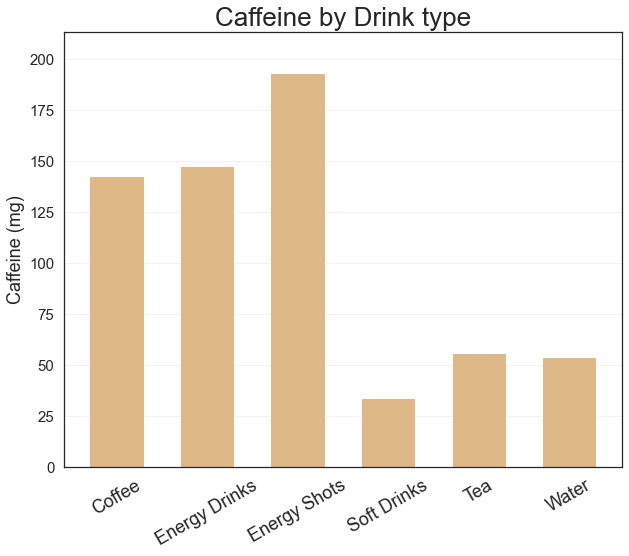 Caffeine by Drink type
Caffeine (mg)
200
175
150
125
100
75
50
25
0
Coffee
Energy Drinks
Energy Shots
Soft Drinks
Tea
Water